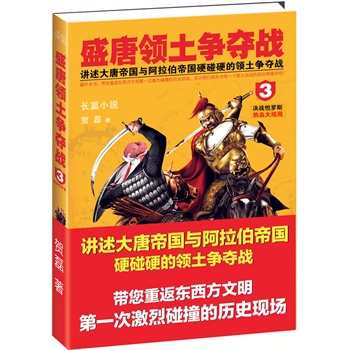 盛唐领土争夺战
讲述大唐帝国与阿拉伯帝国硬碰硬的领土争夺战
3
决战怛罗斯
热血大结局
长篇小说
贺磊 著
讲述大唐帝国与阿拉伯帝国
硬碰硬的领土争夺战
带您重返东西方文明
第一次激烈碰撞的历史现场
盛唐领土争夺战
3
贺磊 著